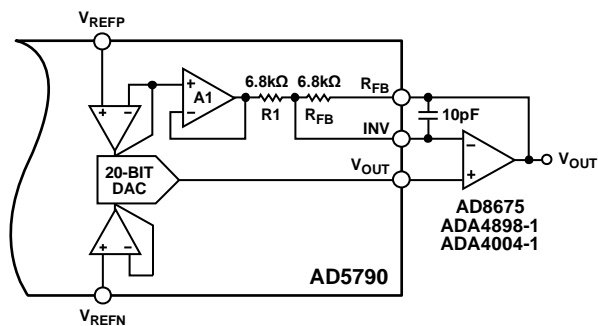 VREFP
6.8kΩ 6.8kΩ
A1
R1 RFB
RFB
10pF
INV
20-BIT
DAC
VOUT
VOUT
AD8675
ADA4898-1
ADA4004-1
AD5790
VREFN
+ −
+
−
+ −
−
+